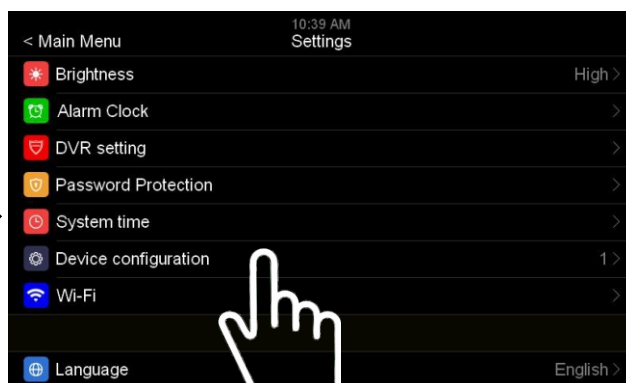 10:39 AM
< Main Menu Settings
Brightness High >
Alarm Clock >
DVR setting >
Password Protection >
System time >
Device configuration 1 >
Wi-Fi >
Language English >